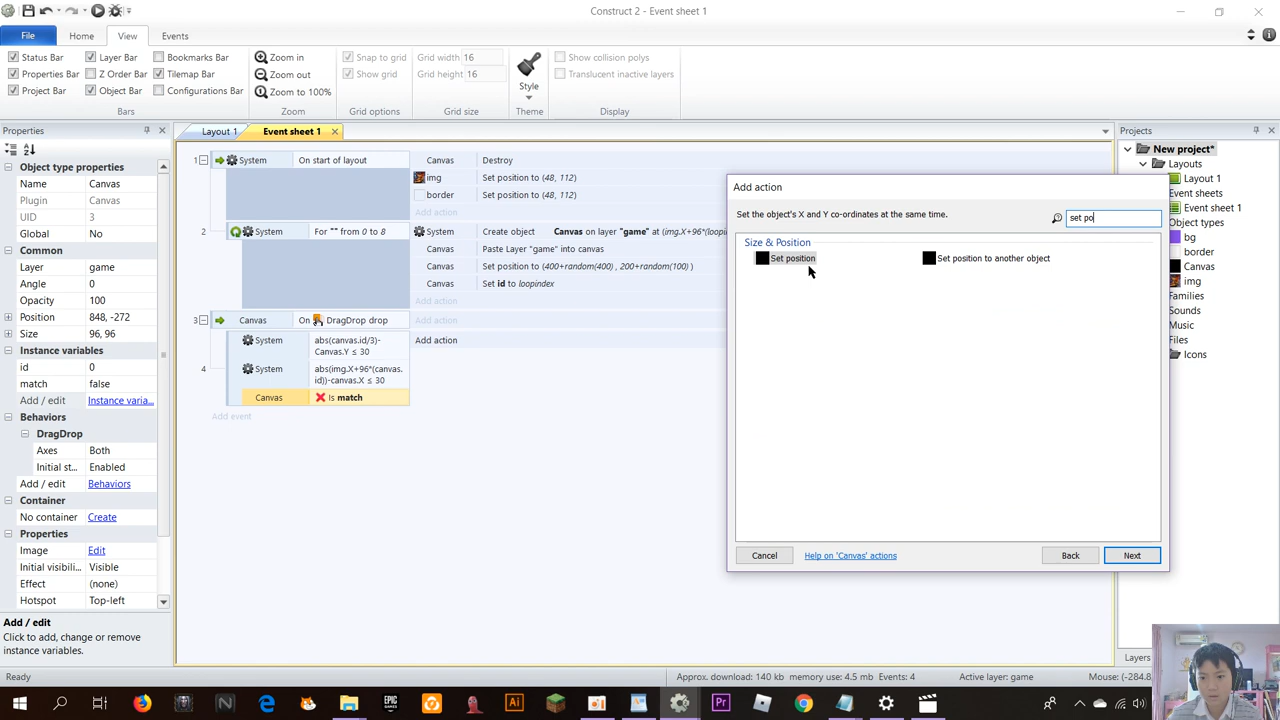 Construct 2 - Event sheet 1
File
Home
View
Events
Status Bar
Layer Bar
Bookmarks Bar
Properties Bar
Z Order Bar
Tilemap Bar
Project Bar
Object Bar
Configurations Bar
Bars
Zoom in
Zoom out
Zoom to 100%
Zoom
Snap to grid
Show grid
Grid options
Grid width 16
Grid height 16
Grid size
Style
Theme
Show collision polys
Translucent inactive layers
Display
Properties
Object type properties
Name Canvas
Plugin Canvas
UID 3
Global No
Common
Layer game
Angle 0
Opacity 100
Position 848, -272
Size 96, 96
Instance variables
id 0
match false
Add / edit Instance varia...
Behaviors
DragDrop
Axes Both
Initial st... Enabled
Add / edit Behaviors
Container
No container Create
Properties
Image Edit
Initial visibili... Visible
Effect (none)
Hotspot Top-left
Add / edit
Click to add, change or remove
instance variables.
Layout 1
Event sheet 1
1 System On start of layout Canvas Destroy
img Set position to (48, 112)
border Set position to (48, 112)
Add action
2 System For "" from 0 to 8 System Create object Canvas on layer "game" at (img.X+96*(loopin
Canvas Paste Layer "game" into canvas
Canvas Set position to (400+random(400) , 200+random(100) )
Canvas Set id to loopindex
Add action
3 Canvas On DragDrop drop Add action
System abs(canvas.id/3)-
Canvas.Y ≤ 30
Add action
4 System abs(img.X+96*(canvas.
id))-canvas.X ≤ 30
Canvas Is match
Add event
Add action
Set the object's X and Y co-ordinates at the same time.
set po
Size & Position
Set position
Set position to another object
Cancel
Help on 'Canvas' actions
Back
Next
Projects
New project*
Layouts
Layout 1
Event sheets
Event sheet 1
Object types
bg
border
Canvas
img
Families
Sounds
Music
Files
Icons
Layers
Ready
Approx. download: 140 kb
memory use: 4.5 mb
Events: 4
Active layer: game
Mouse: (-284.8